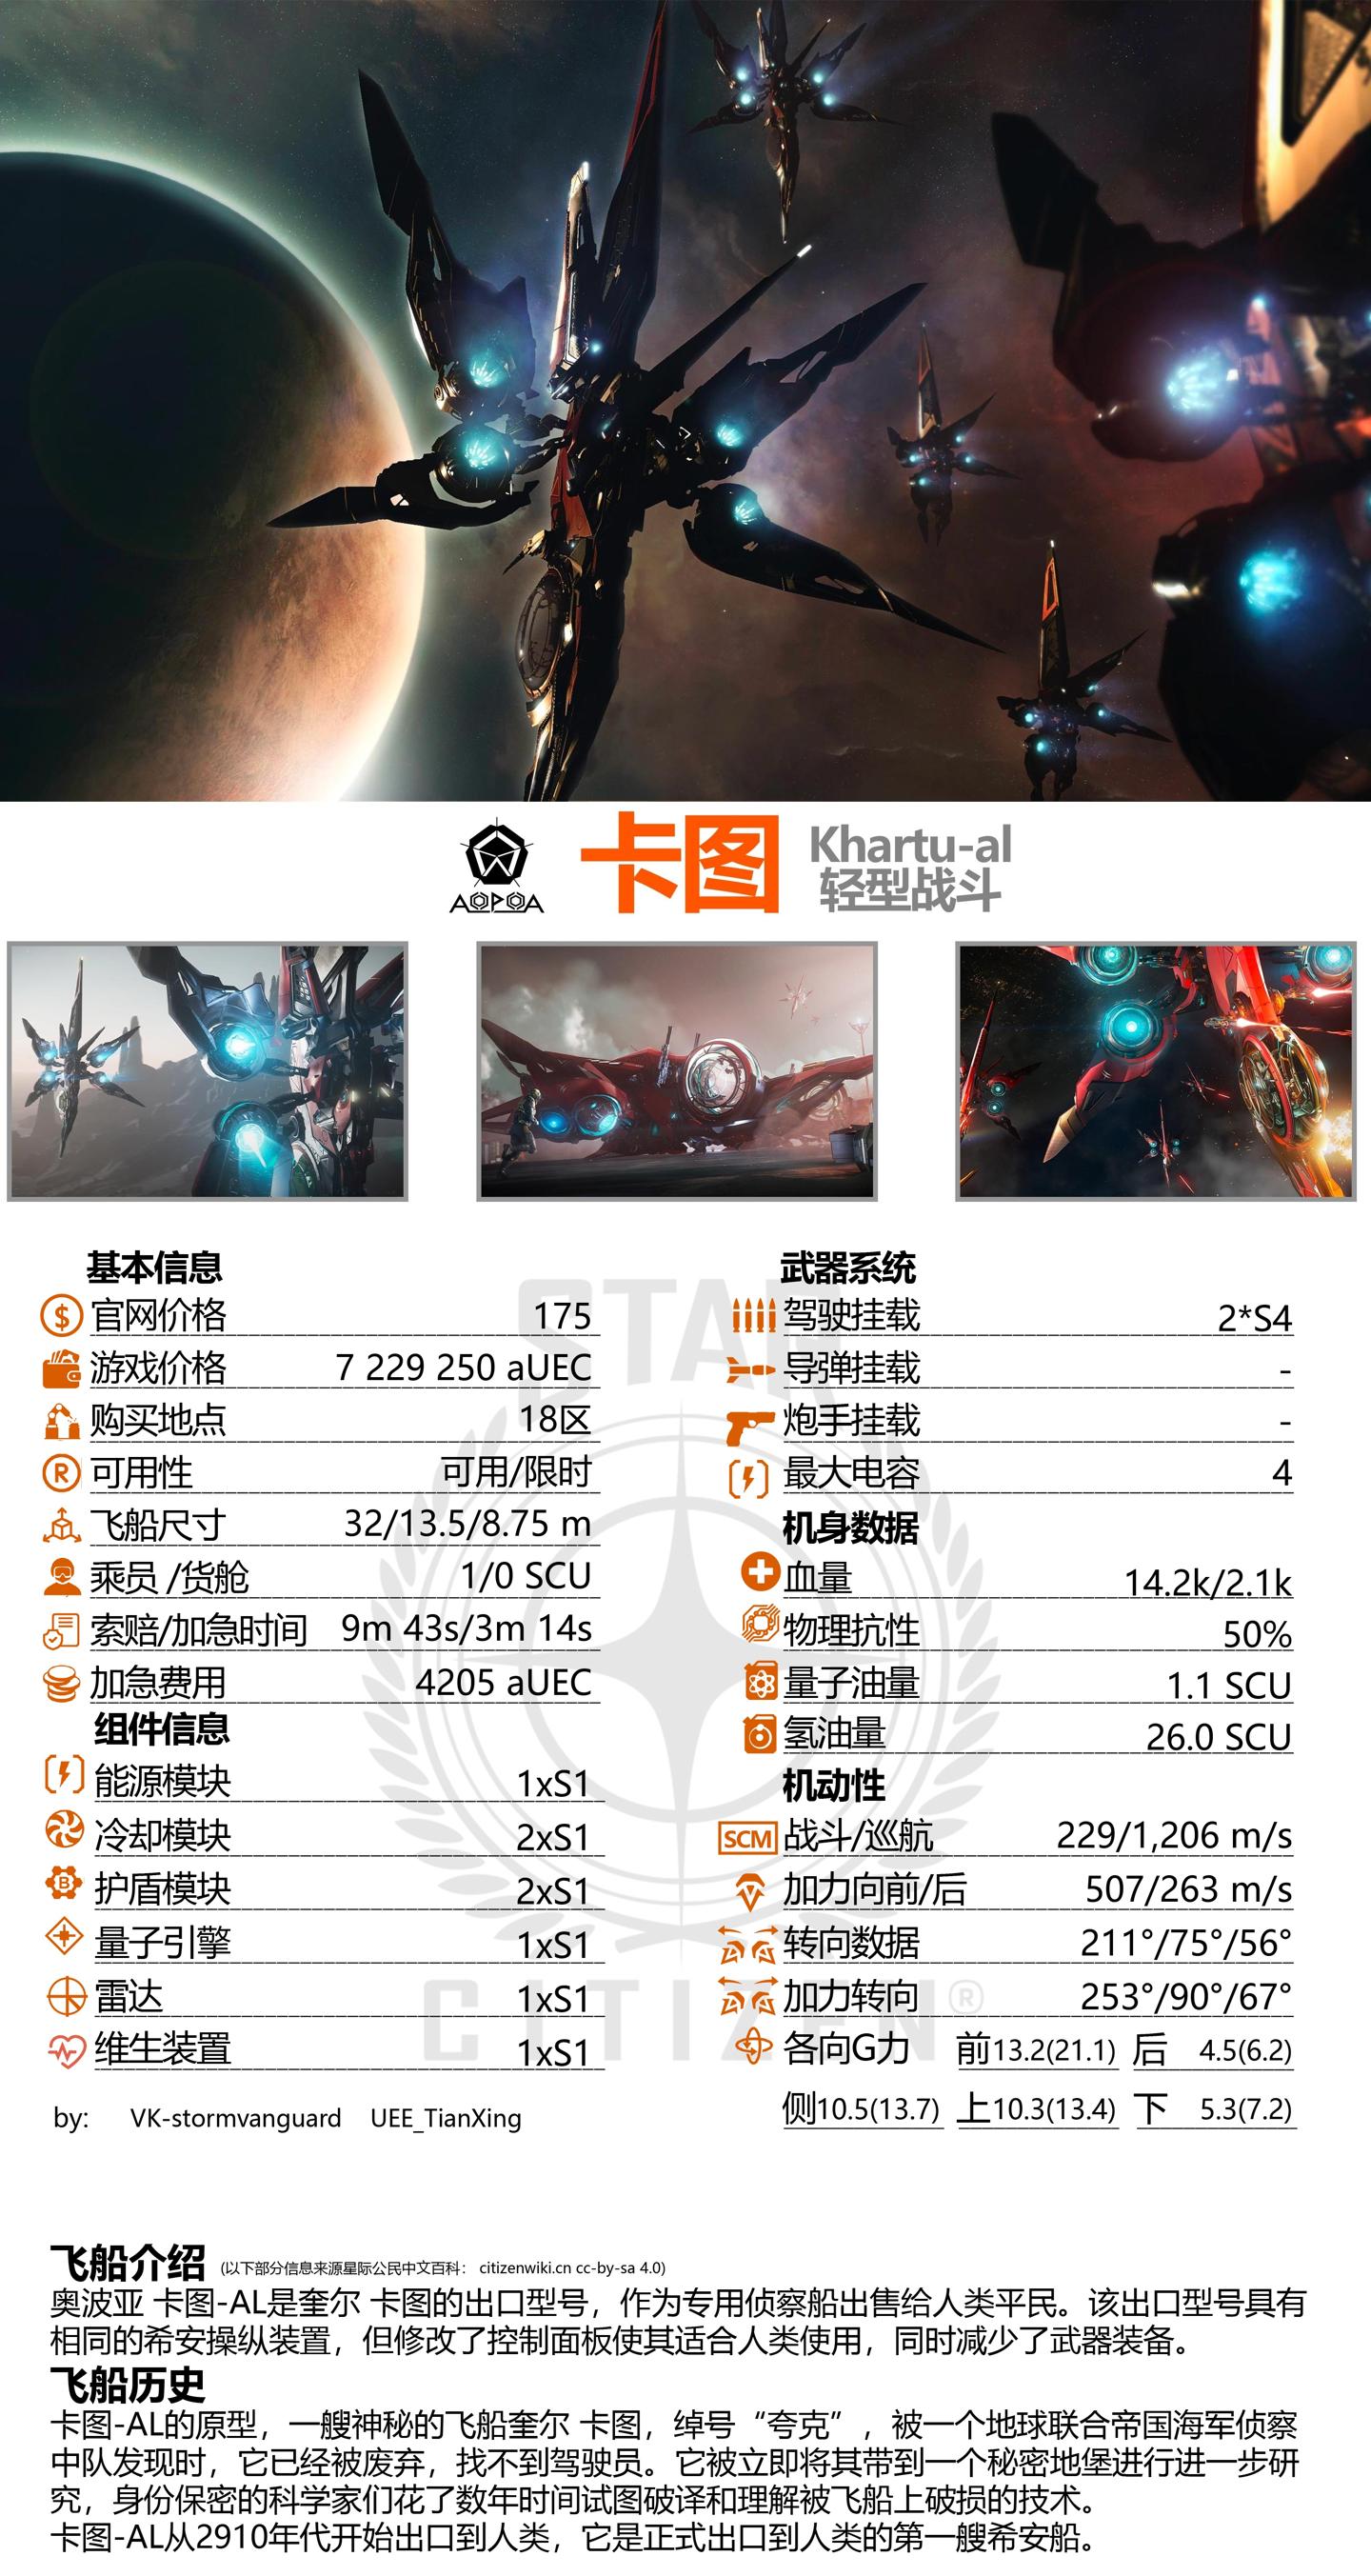 AOPOA
卡图
Khartu-al
轻型战斗
STAR
CITIZEN®
基本信息
官网价格 175
游戏价格 7 229 250 aUEC
购买地点 18区
可用性 可用/限时
飞船尺寸 32/13.5/8.75 m
乘员 /货舱 1/0 SCU
索赔/加急时间 9m 43s/3m 14s
加急费用 4205 aUEC
组件信息
能源模块 1xS1
冷却模块 2xS1
护盾模块 2xS1
量子引擎 1xS1
雷达 1xS1
维生装置 1xS1
by: VK-stormvanguard UEE_TianXing
武器系统
驾驶挂载 2*S4
导弹挂载 -
炮手挂载 -
最大电容 4
机身数据
血量 14.2k/2.1k
物理抗性 50%
量子油量 1.1 SCU
氢油量 26.0 SCU
机动性
SCM 战斗/巡航 229/1,206 m/s
加力向前/后 507/263 m/s
转向数据 211°/75°/56°
加力转向 253°/90°/67°
各向G力 前13.2(21.1) 后 4.5(6.2)
侧10.5(13.7) 上10.3(13.4) 下 5.3(7.2)
飞船介绍 (以下部分信息来源星际公民中文百科： citizenwiki.cn cc-by-sa 4.0)
奥波亚 卡图-AL是奎尔 卡图的出口型号，作为专用侦察船出售给人类平民。该出口型号具有
相同的希安操纵装置，但修改了控制面板使其适合人类使用，同时减少了武器装备。
飞船历史
卡图-AL的原型，一艘神秘的飞船奎尔 卡图，绰号“夸克”，被一个地球联合帝国海军侦察
中队发现时，它已经被废弃，找不到驾驶员。它被立即将其带到一个秘密地堡进行进一步研
究，身份保密的科学家们花了数年时间试图破译和理解被飞船上破损的技术。
卡图-AL从2910年代开始出口到人类，它是正式出口到人类的第一艘希安船。